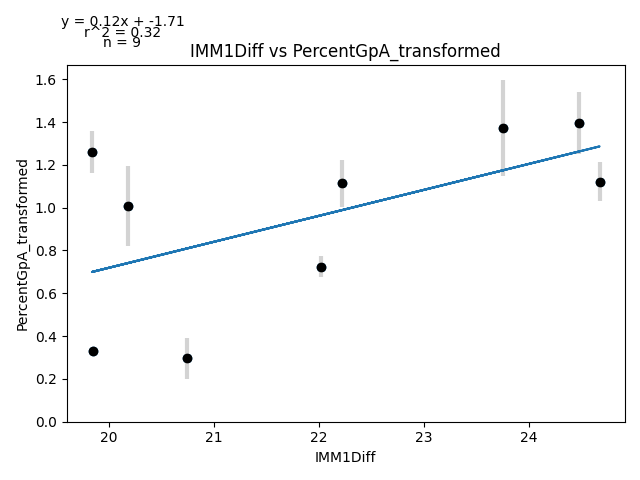 y = 0.12x + -1.71
r^2 = 0.32
n = 9
IMM1Diff vs PercentGpA_transformed
PercentGpA_transformed
1.6
1.4
1.2
1.0
0.8
0.6
0.4
0.2
0.0
20 21 22 23 24
IMM1Diff